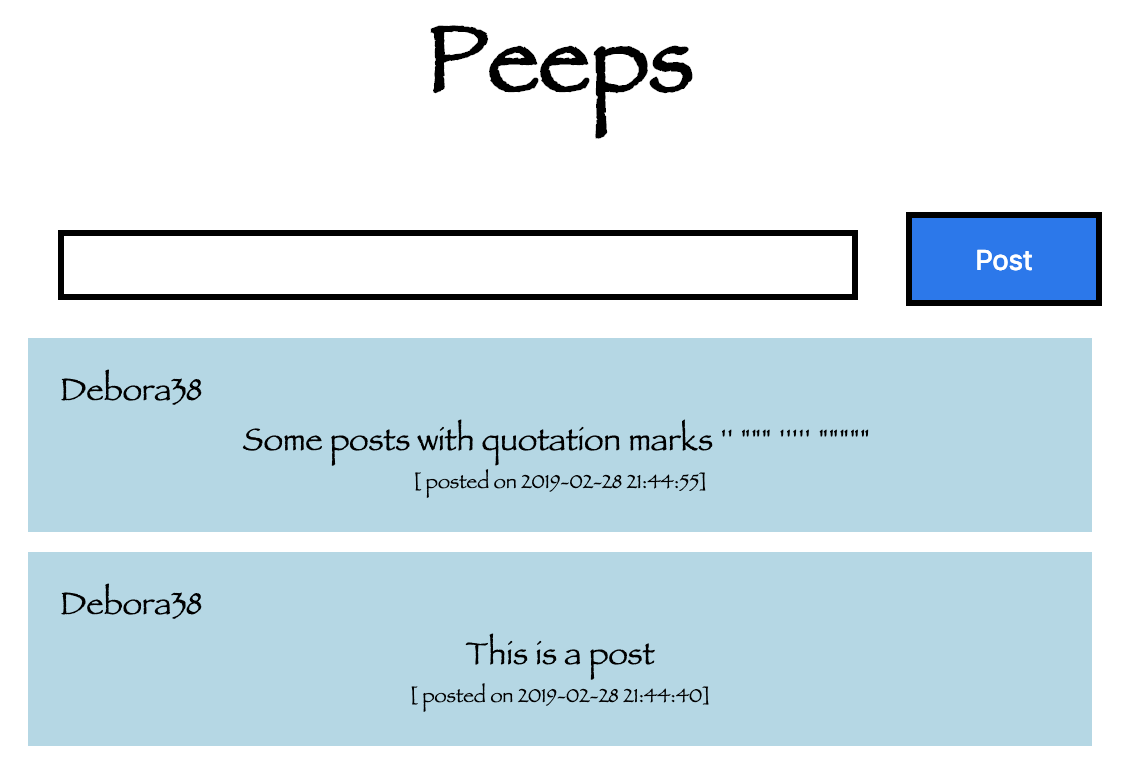 Peeps
Post
Debora38
Some posts with quotation marks '' """ ''''' """""
[ posted on 2019-02-28 21:44:55]
Debora38
This is a post
[ posted on 2019-02-28 21:44:40]